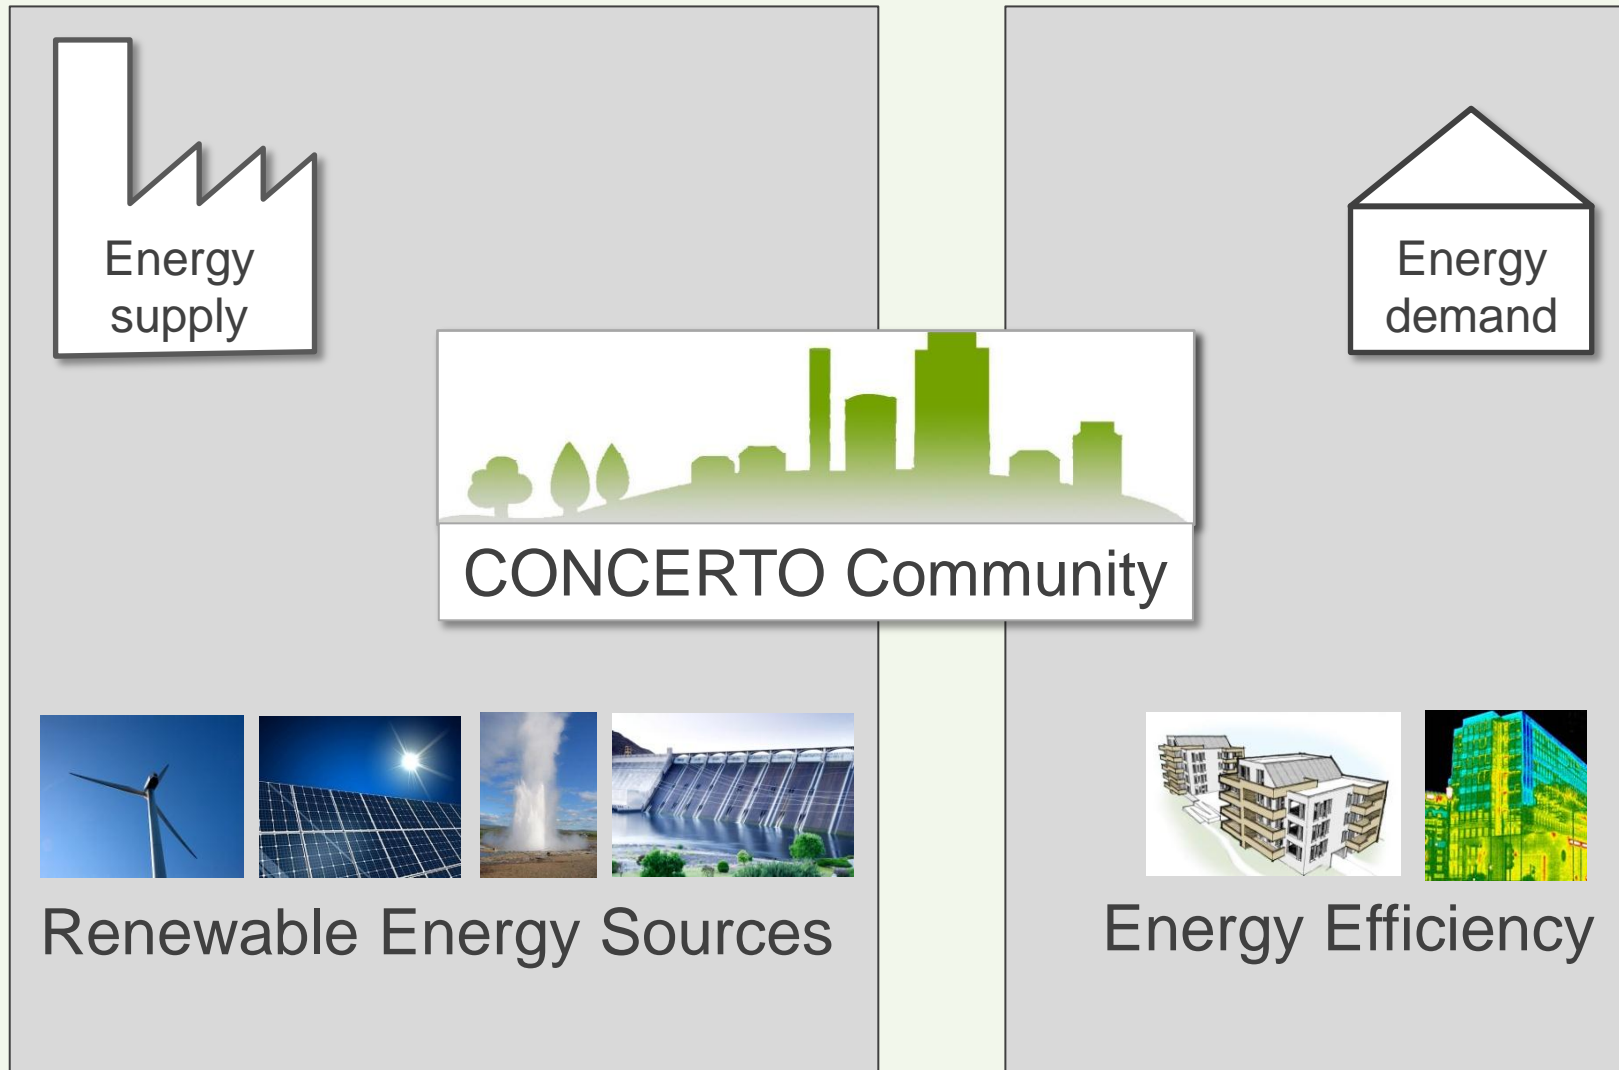 Energy
supply
Energy
demand
CONCERTO Community
Renewable Energy Sources
Energy Efficiency